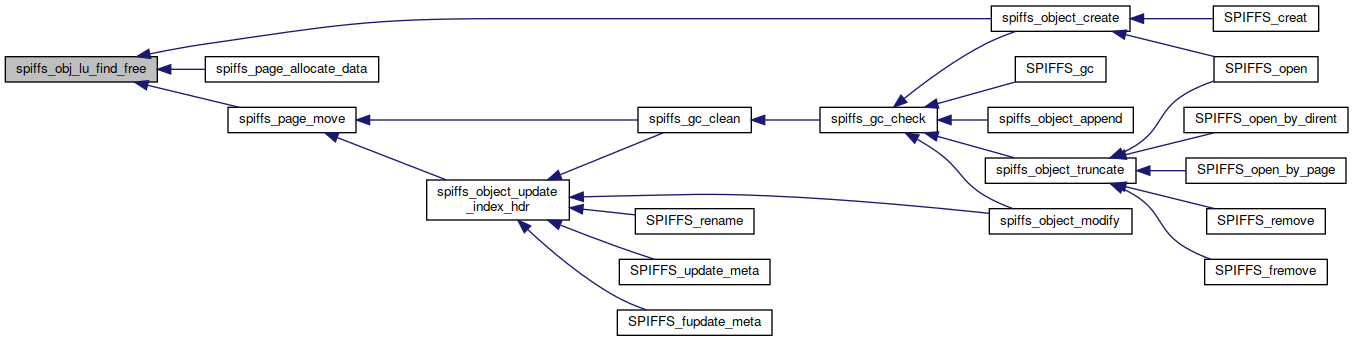 spiffs_obj_lu_find_free
spiffs_page_allocate_data
spiffs_page_move
spiffs_object_update
_index_hdr
spiffs_gc_clean
SPIFFS_rename
SPIFFS_update_meta
SPIFFS_fupdate_meta
spiffs_gc_check
spiffs_object_create
SPIFFS_gc
spiffs_object_append
spiffs_object_truncate
spiffs_object_modify
SPIFFS_creat
SPIFFS_open
SPIFFS_open_by_dirent
SPIFFS_open_by_page
SPIFFS_remove
SPIFFS_fremove